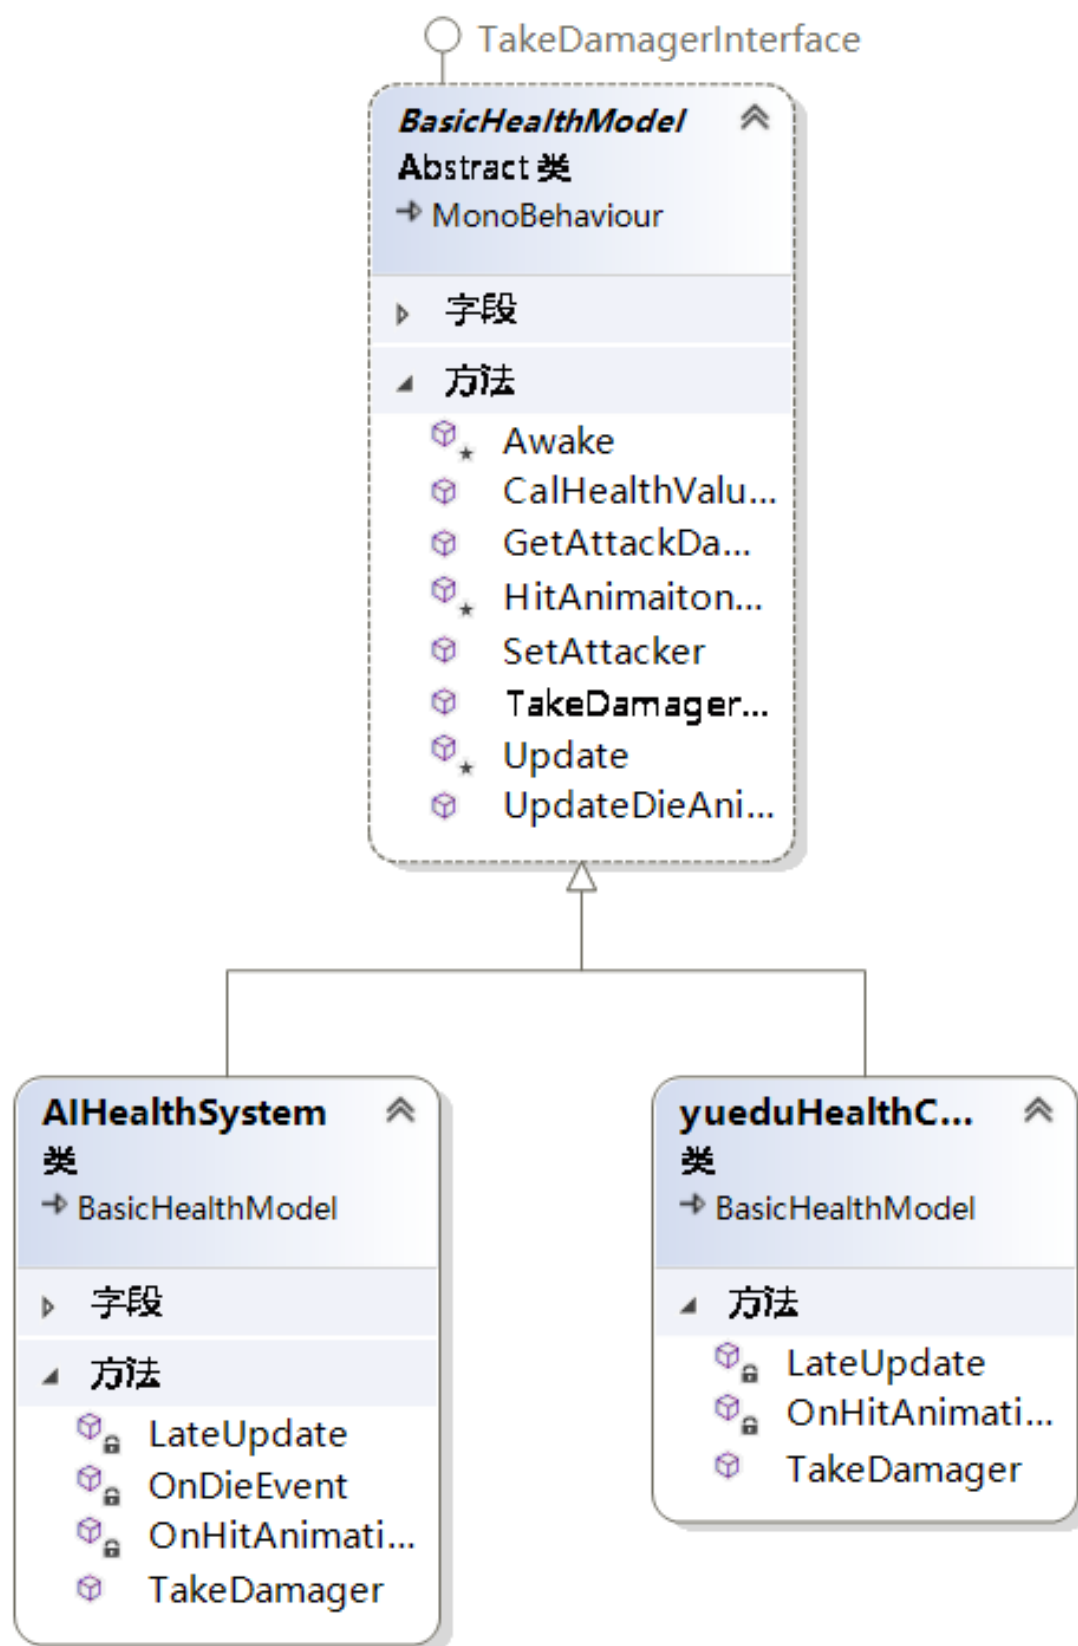 TakeDamagerInterface
BasicHealthModel
Abstract 类
MonoBehaviour
字段
方法
Awake
CalHealthValu...
GetAttackDa...
HitAnimaiton...
SetAttacker
TakeDamager...
Update
UpdateDieAni...
AIHealthSystem
类
BasicHealthModel
字段
方法
LateUpdate
OnDieEvent
OnHitAnimati...
TakeDamager
yueduHealthC...
类
BasicHealthModel
方法
LateUpdate
OnHitAnimati...
TakeDamager